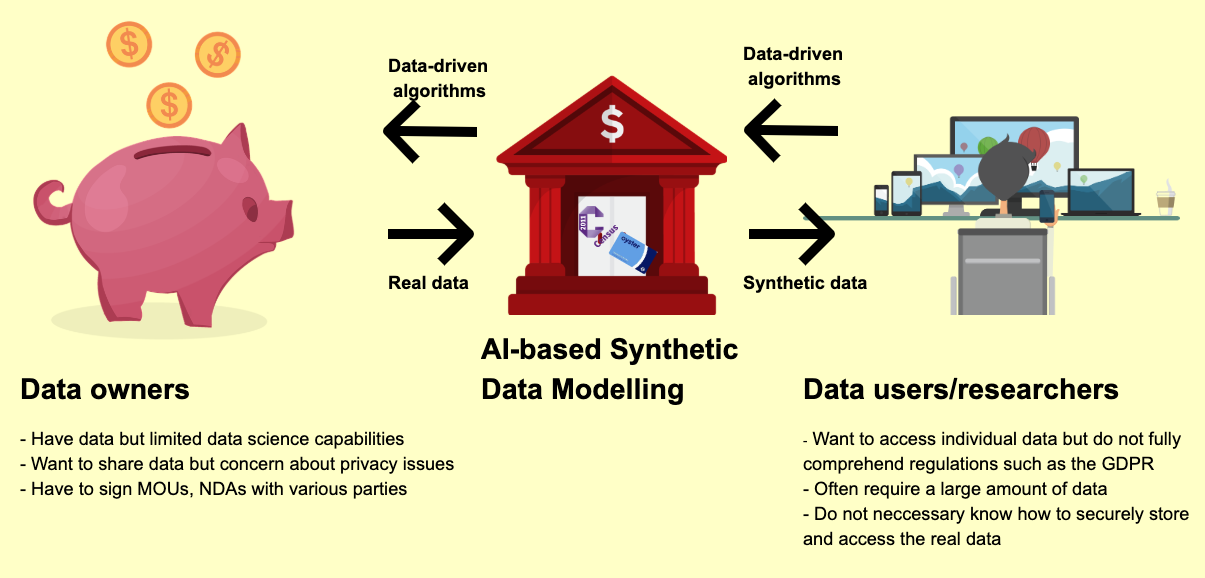 $ $
$
Data-driven
algorithms
Data-driven
algorithms
$
2011
Census
oyster
Real data
Synthetic data
AI-based Synthetic
Data Modelling
Data owners
- Have data but limited data science capabilities
- Want to share data but concern about privacy issues
- Have to sign MOUs, NDAs with various parties
Data users/researchers
- Want to access individual data but do not fully
comprehend regulations such as the GDPR
- Often require a large amount of data
- Do not neccessary know how to securely store
and access the real data